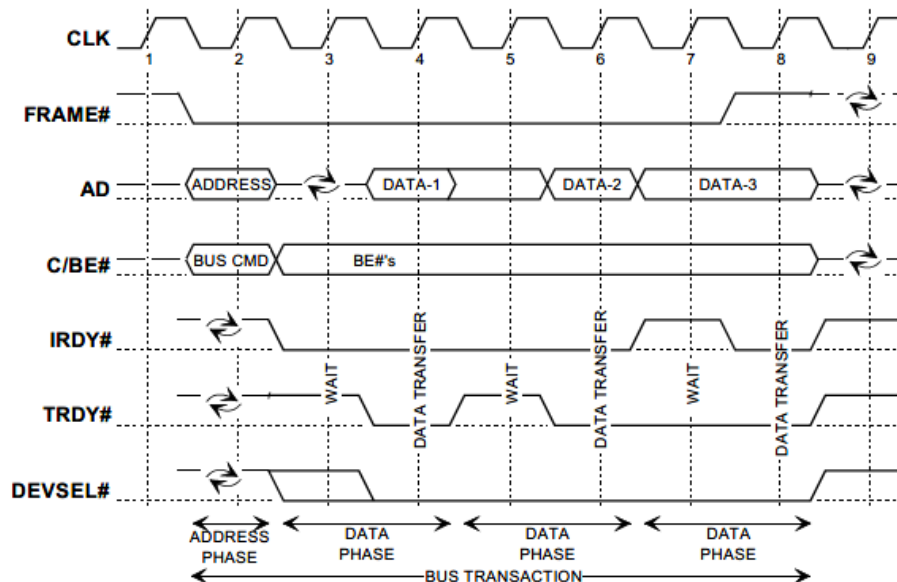 CLK
1 2 3 4 5 6 7 8 9
FRAME#
AD
ADDRESS DATA-1 DATA-2 DATA-3
C/BE#
BUS CMD BE#'s
IRDY#
WAIT DATA TRANSFER WAIT DATA TRANSFER WAIT DATA TRANSFER
TRDY#
DEVSEL#
ADDRESS PHASE
DATA PHASE
DATA PHASE
DATA PHASE
BUS TRANSACTION